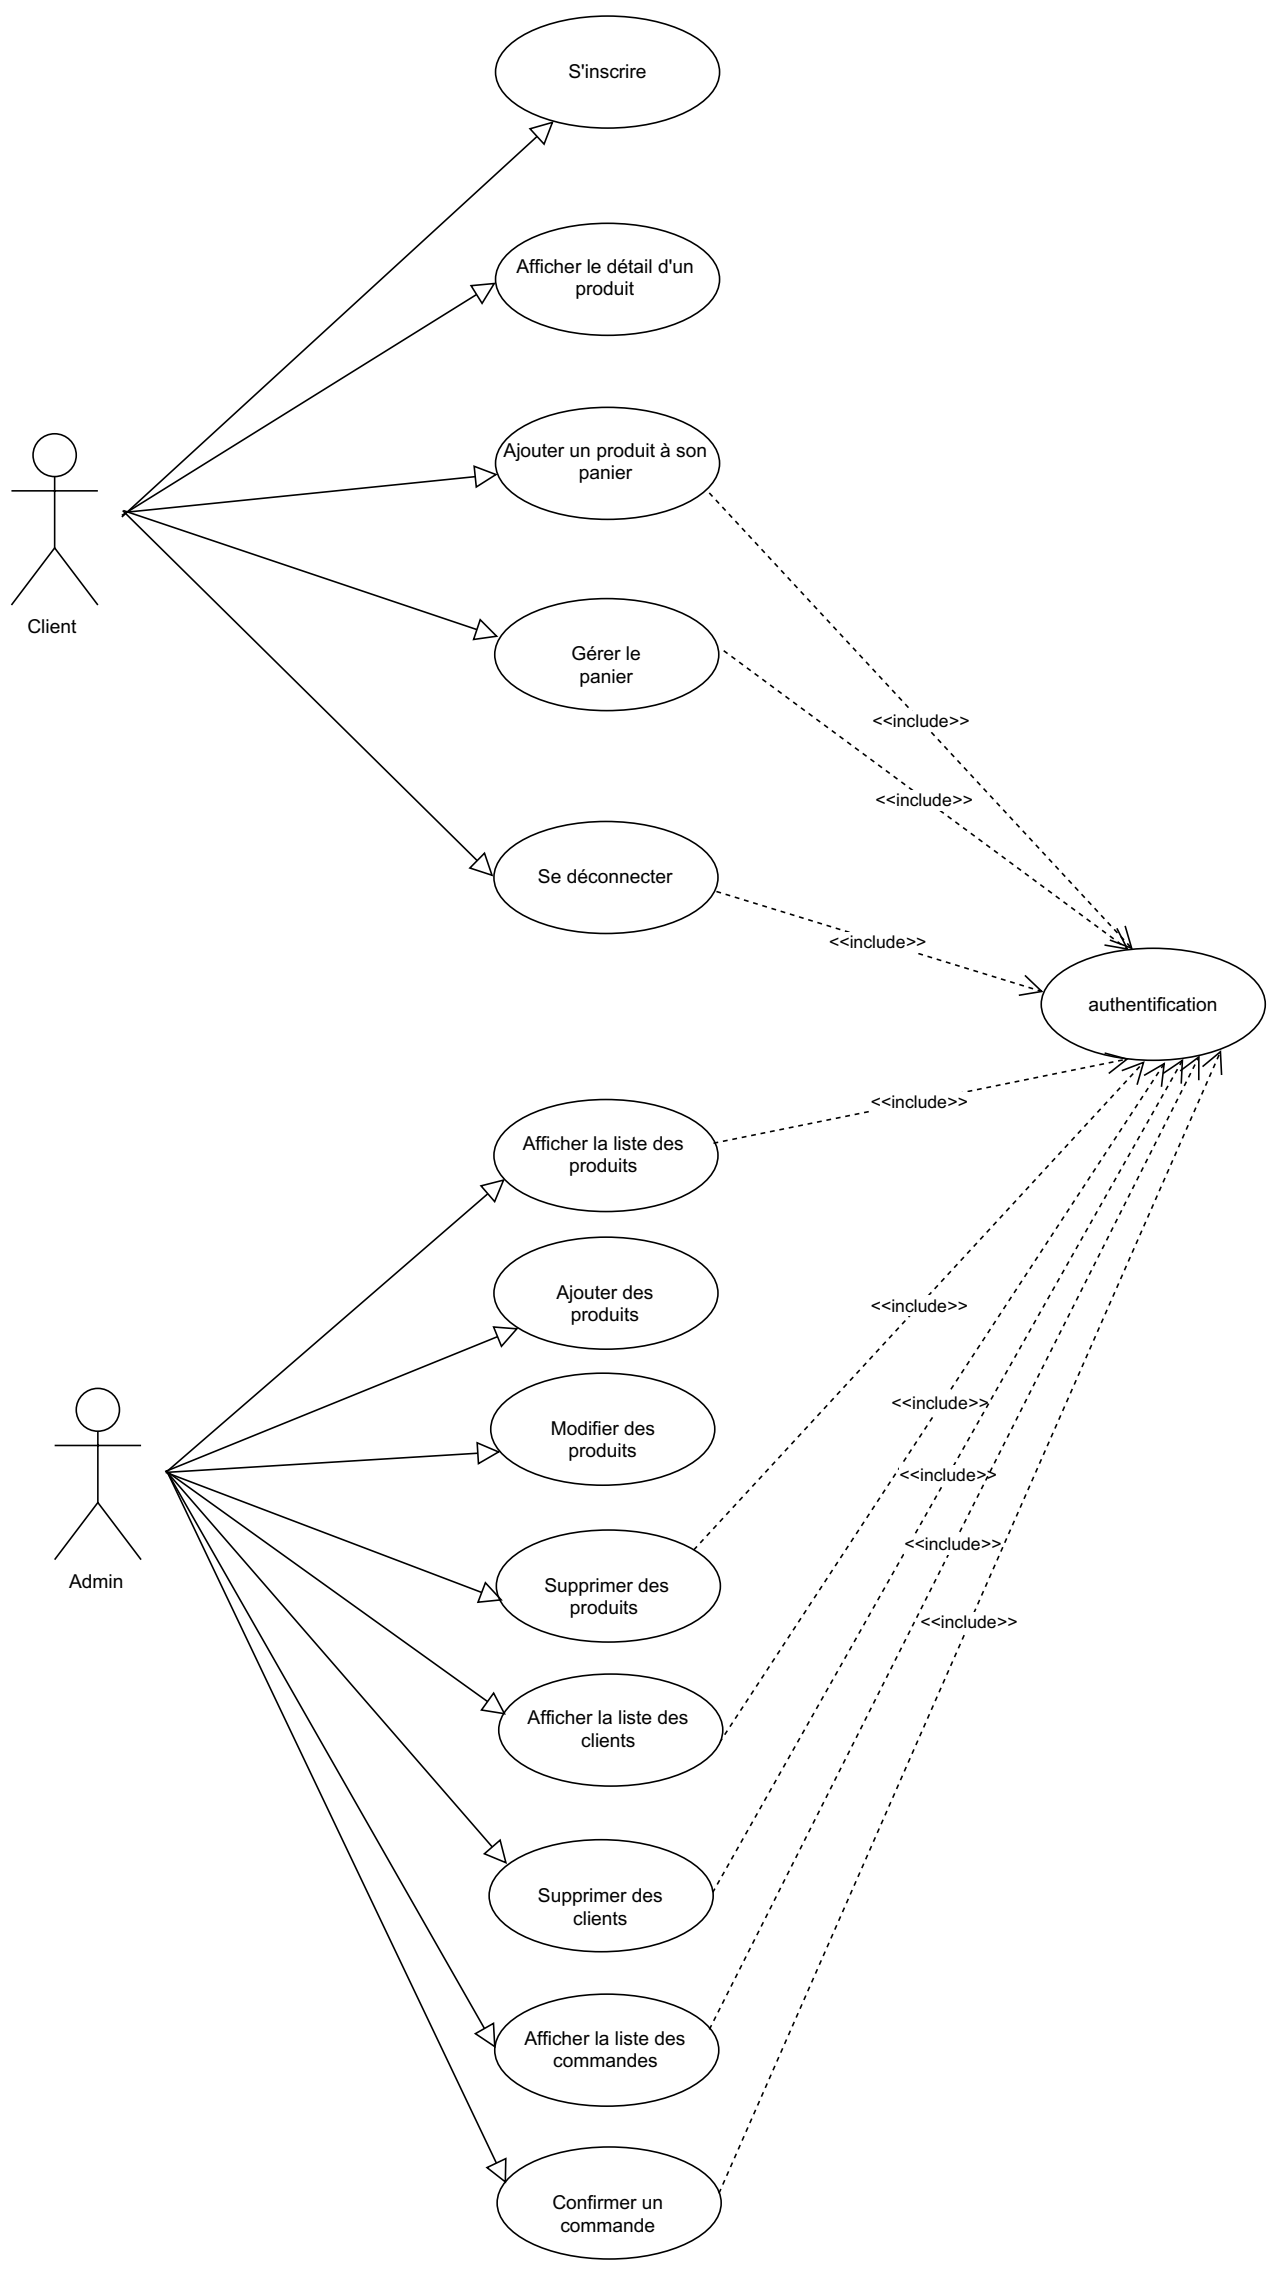 S'inscrire
Afficher le détail d'un
produit
Ajouter un produit à son
panier
Client
Gérer le
panier
<<include>>
<<include>>
Se déconnecter
<<include>>
authentification
<<include>>
Afficher la liste des
produits
Ajouter des
produits
<<include>>
Modifier des
produits
<<include>>
<<include>>
Admin
Supprimer des
produits
<<include>>
<<include>>
Afficher la liste des
clients
Supprimer des
clients
Afficher la liste des
commandes
Confirmer un
commande